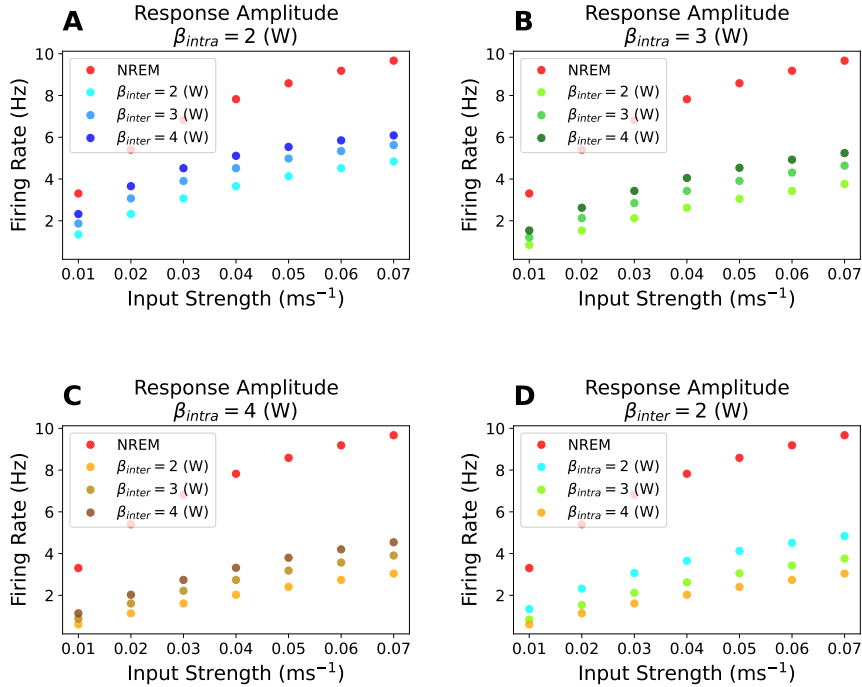 A
Response Amplitude
β_intra = 2 (W)
Firing Rate (Hz)
10
8
6
4
2
NREM
β_inter = 2 (W)
β_inter = 3 (W)
β_inter = 4 (W)
0.01 0.02 0.03 0.04 0.05 0.06 0.07
Input Strength (ms⁻¹)
B
Response Amplitude
β_intra = 3 (W)
Firing Rate (Hz)
10
8
6
4
2
NREM
β_inter = 2 (W)
β_inter = 3 (W)
β_inter = 4 (W)
0.01 0.02 0.03 0.04 0.05 0.06 0.07
Input Strength (ms⁻¹)
C
Response Amplitude
β_intra = 4 (W)
Firing Rate (Hz)
10
8
6
4
2
NREM
β_inter = 2 (W)
β_inter = 3 (W)
β_inter = 4 (W)
0.01 0.02 0.03 0.04 0.05 0.06 0.07
Input Strength (ms⁻¹)
D
Response Amplitude
β_inter = 2 (W)
Firing Rate (Hz)
10
8
6
4
2
NREM
β_intra = 2 (W)
β_intra = 3 (W)
β_intra = 4 (W)
0.01 0.02 0.03 0.04 0.05 0.06 0.07
Input Strength (ms⁻¹)